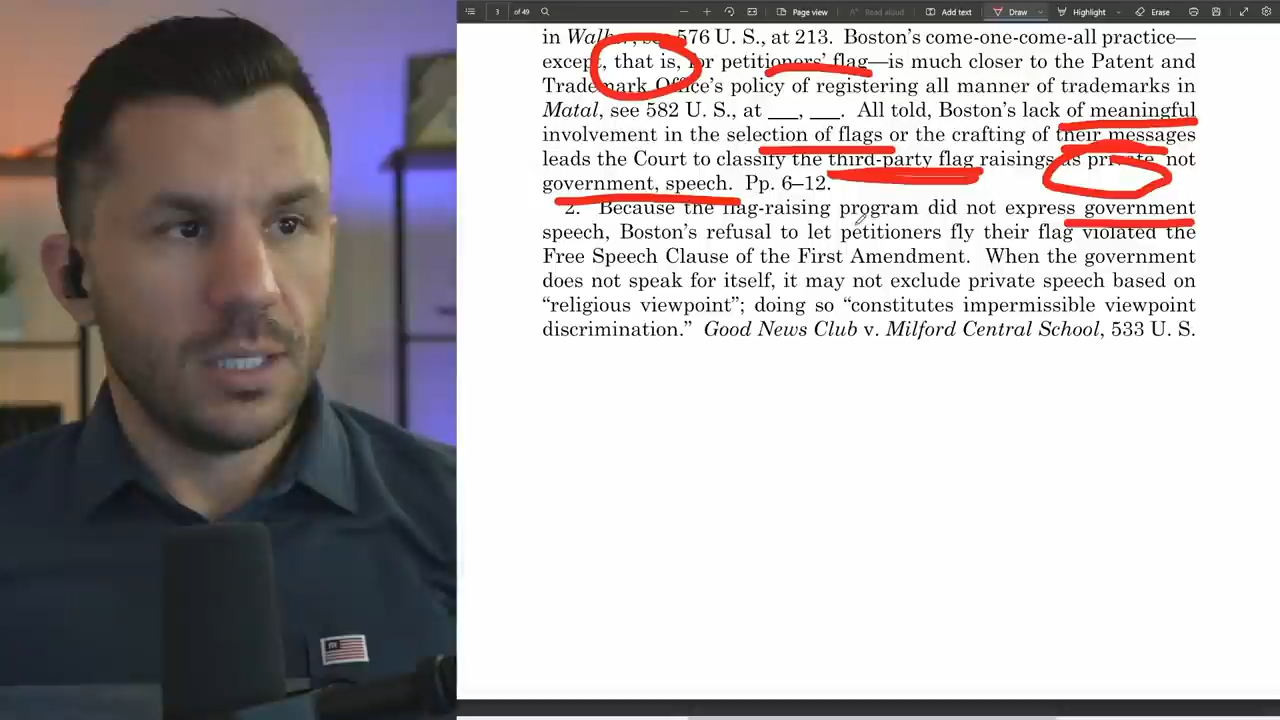 3 of 49 Page view Read aloud Add text Draw Highlight Erase
in Walker, see 576 U. S., at 213. Boston's come-one-come-all practice—
except, that is, for petitioners' flag—is much closer to the Patent and
Trademark Office's policy of registering all manner of trademarks in
Matal, see 582 U. S., at ___, ___. All told, Boston's lack of meaningful
involvement in the selection of flags or the crafting of their messages
leads the Court to classify the third-party flag raisings as private, not
government, speech. Pp. 6–12.
2. Because the flag-raising program did not express government
speech, Boston's refusal to let petitioners fly their flag violated the
Free Speech Clause of the First Amendment. When the government
does not speak for itself, it may not exclude private speech based on
“religious viewpoint”; doing so “constitutes impermissible viewpoint
discrimination.” Good News Club v. Milford Central School, 533 U. S.